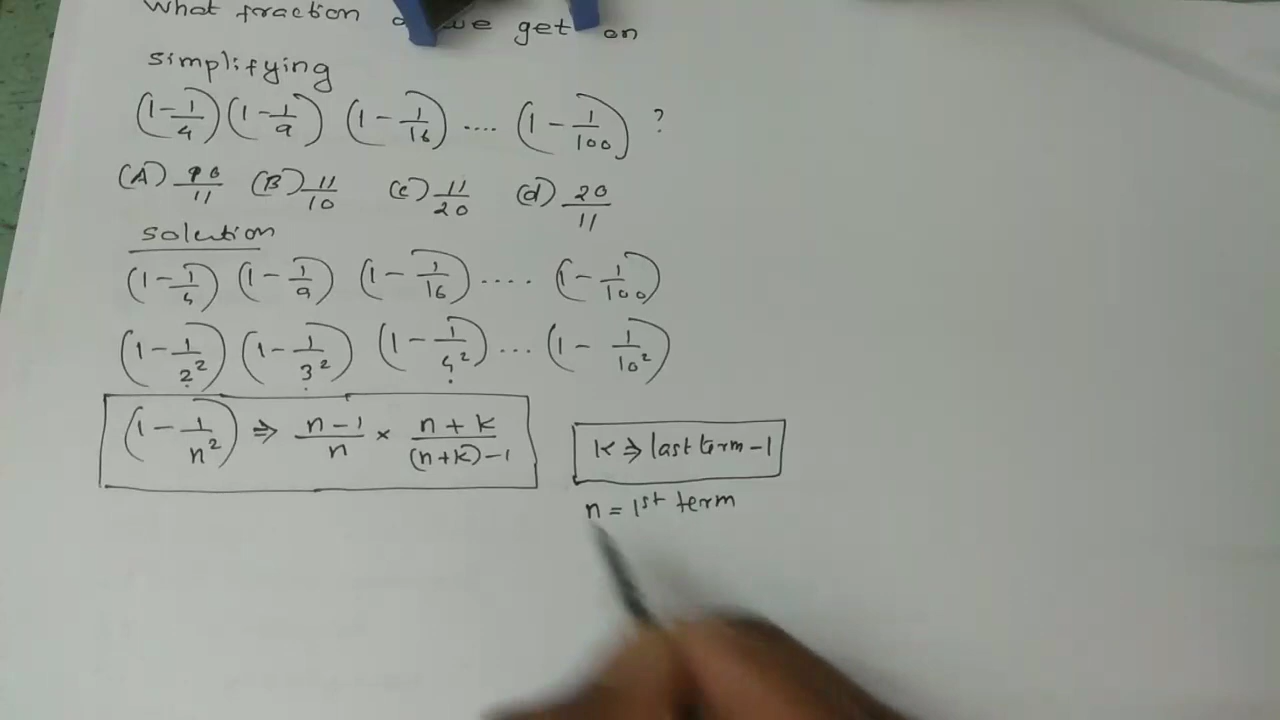 What fraction we get on
simplifying
(1-1/4)(1-1/9)(1-1/16)....(1-1/100)?
(A) 10/11 (B) 11/10 (c) 11/20 (d) 20/11
solution
(1-1/4)(1-1/9)(1-1/16)....(1-1/100)
(1-1/2²)(1-1/3²)(1-1/4²)...(1-1/10²)
(1-1/n²) ⇒ n-1/n × n+k/(n+k)-1
k ⇒ last term-1
n = 1st term